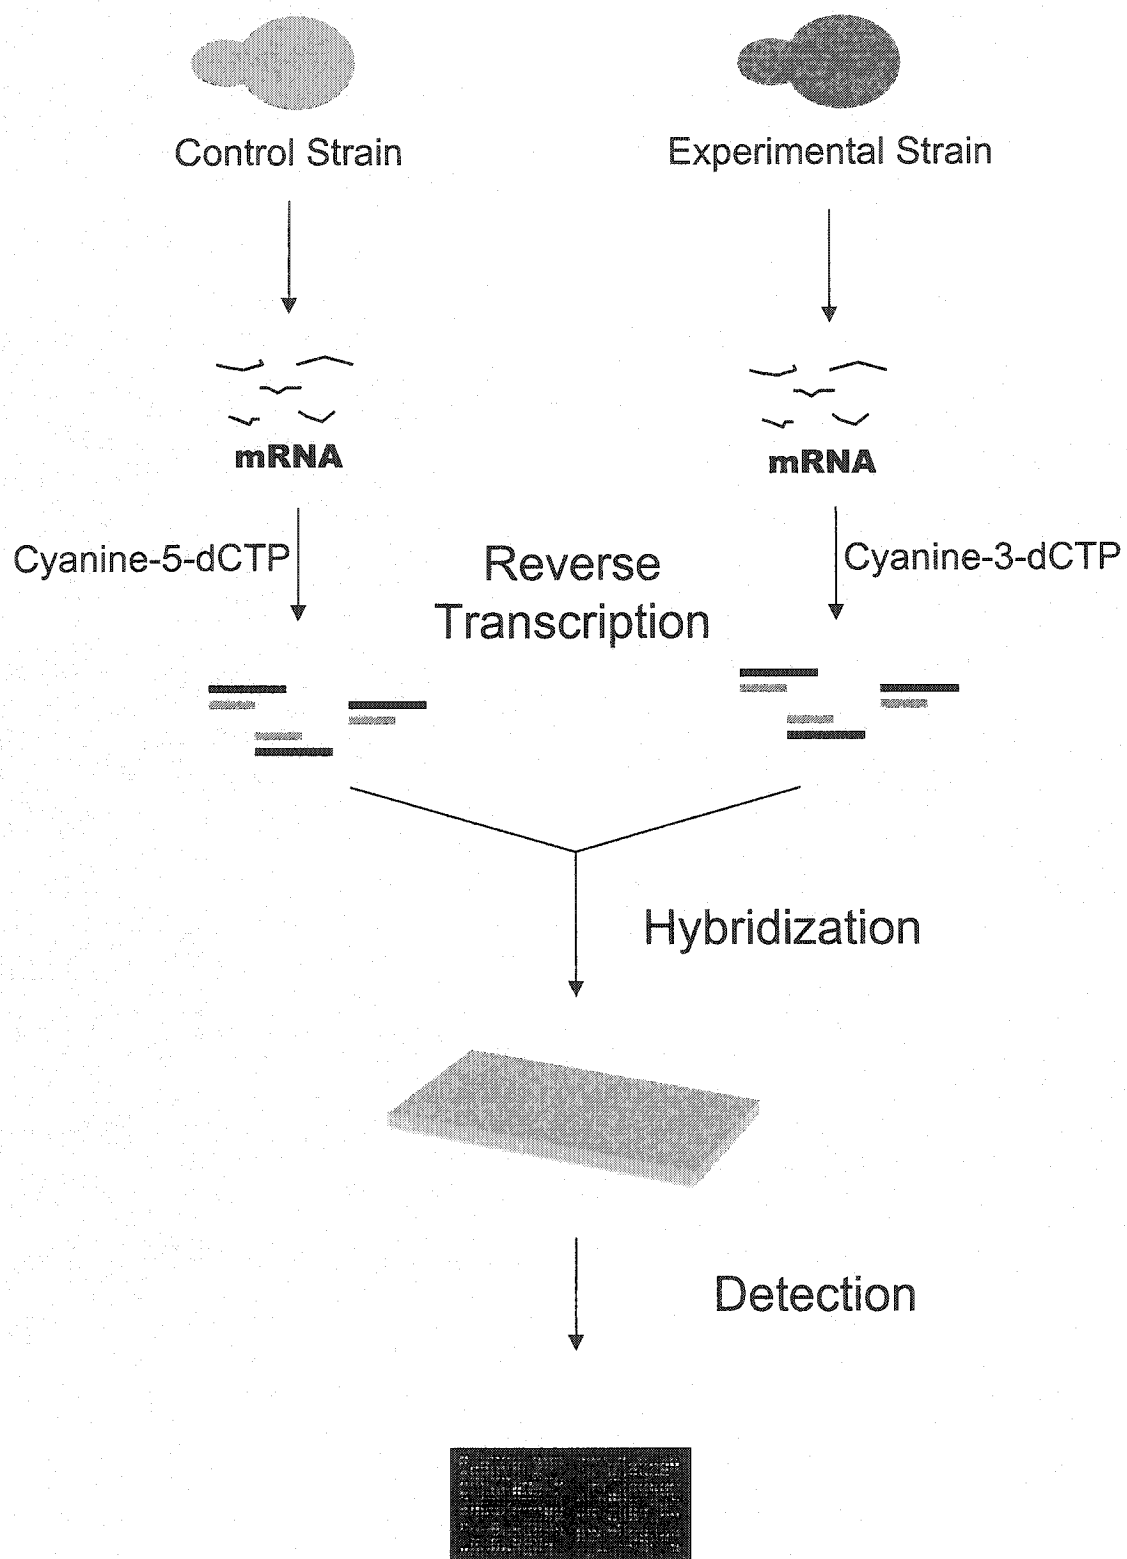 Control Strain
Experimental Strain
mRNA
mRNA
Cyanine-5-dCTP
Reverse
Transcription
Cyanine-3-dCTP
Hybridization
Detection